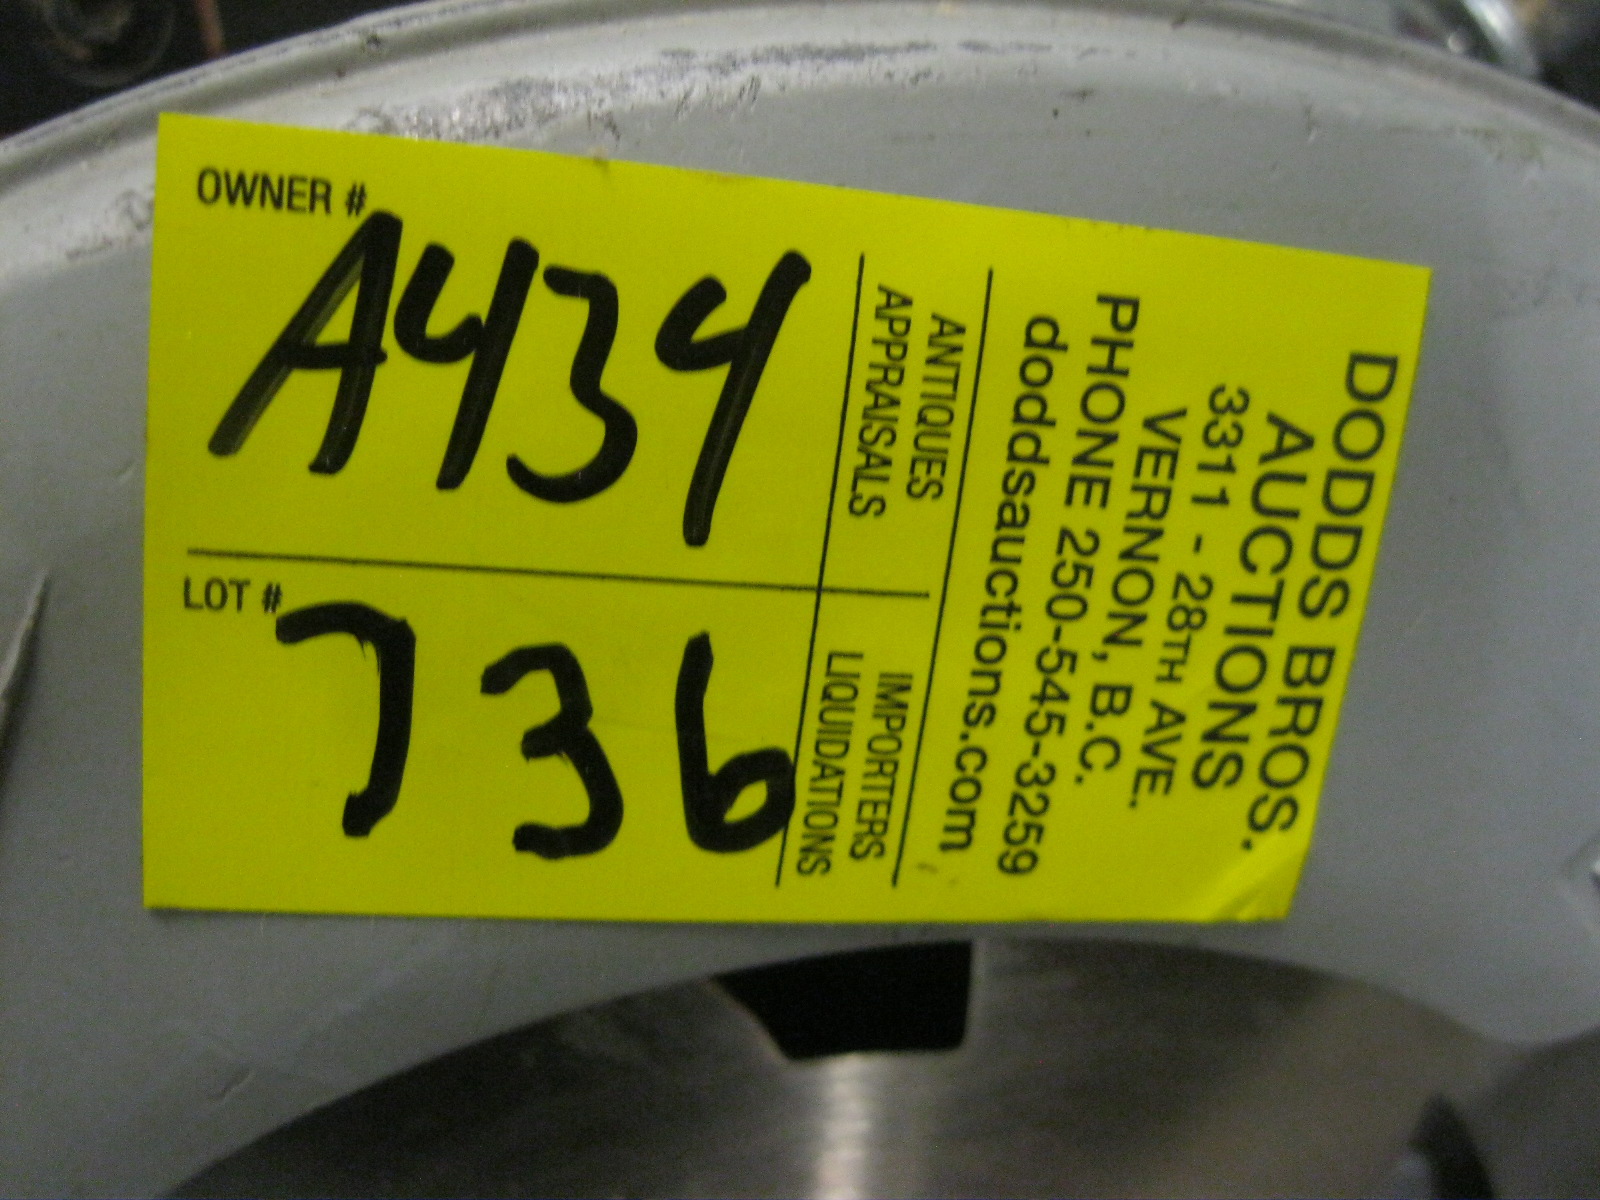 OWNER #
A434
LOT #
736
ANTIQUES
APPRAISALS
IMPORTERS
LIQUIDATIONS
DODDS BROS.
AUCTIONS
3311 - 28TH AVE.
VERNON, B.C.
PHONE 250-545-3259
doddsauctions.com